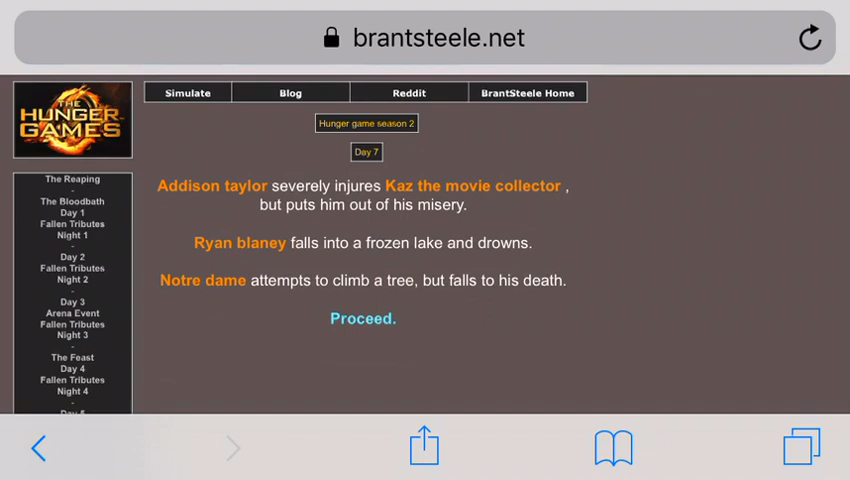 brantsteele.net
THE
HUNGER
GAMES
Simulate
Blog
Reddit
BrantSteele Home
Hunger game season 2
Day 7
Addison taylor severely injures Kaz the movie collector ,
but puts him out of his misery.
Ryan blaney falls into a frozen lake and drowns.
Notre dame attempts to climb a tree, but falls to his death.
Proceed.
The Reaping
-
The Bloodbath
Day 1
Fallen Tributes
Night 1
-
Day 2
Fallen Tributes
Night 2
-
Day 3
Arena Event
Fallen Tributes
Night 3
-
The Feast
Day 4
Fallen Tributes
Night 4
-
Day 5